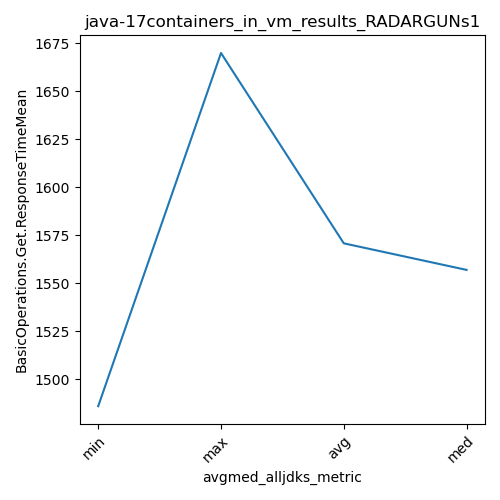 java-17containers_in_vm_results_RADARGUNs1
BasicOperations.Get.ResponseTimeMean
1675
1650
1625
1600
1575
1550
1525
1500
min
max
avg
med
avgmed_alljdks_metric